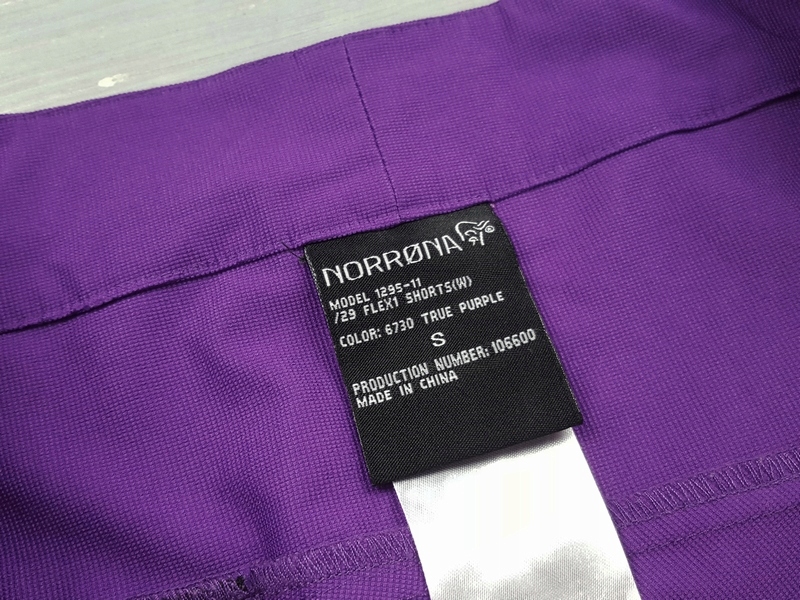 NORRØNA®
MODEL 1295-11
/29 FLEX1 SHORTS(W)
COLOR: 6730 TRUE PURPLE
S
PRODUCTION NUMBER: 106600
MADE IN CHINA